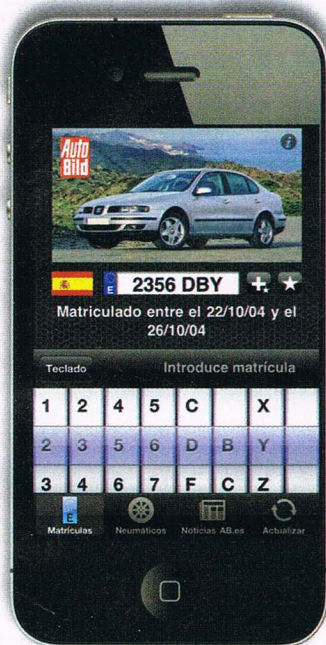 Auto
Bild
i
E 2356 DBY
Matriculado entre el 22/10/04 y el
26/10/04
Teclado Introduce matrícula
1 2 4 5 C X
2 3 5 6 D B Y
3 4 6 7 F C Z
E
Matrículas Neumáticos Noticias AB.es Actualizar